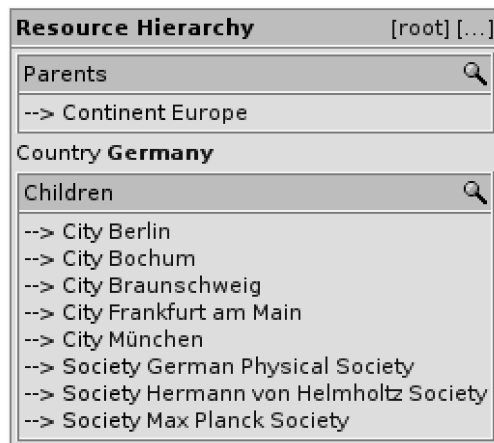 Resource Hierarchy [root] [...]
Parents
--> Continent Europe
Country Germany
Children
--> City Berlin
--> City Bochum
--> City Braunschweig
--> City Frankfurt am Main
--> City München
--> Society German Physical Society
--> Society Hermann von Helmholtz Society
--> Society Max Planck Society